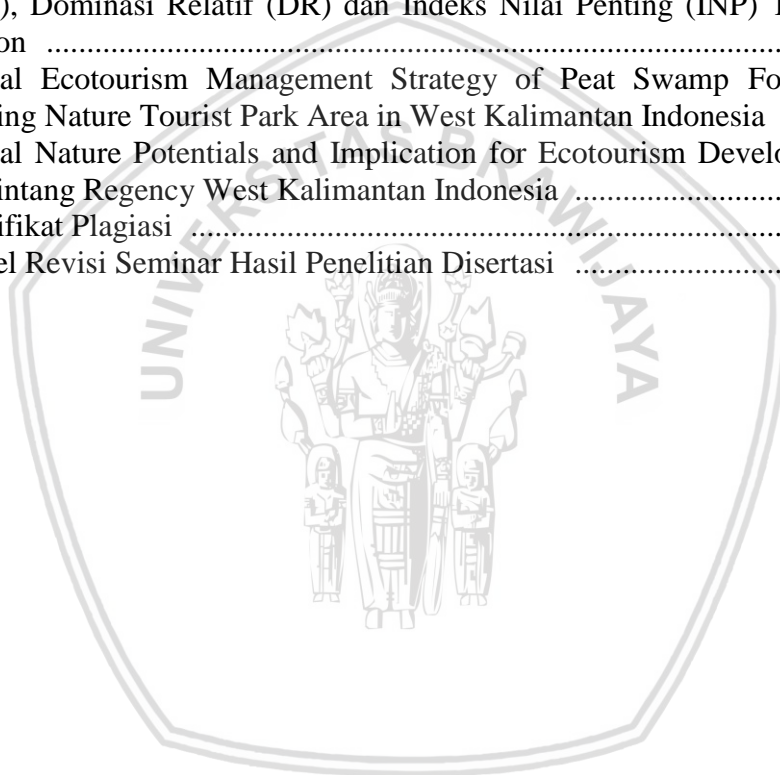 ), Dominasi Relatif (DR) dan Indeks Nilai Penting (INP)
on ................................................................................
al Ecotourism Management Strategy of Peat Swamp Fo
ing Nature Tourist Park Area in West Kalimantan Indonesia
al Nature Potentials and Implication for Ecotourism Develo
intang Regency West Kalimantan Indonesia ........................
ifikat Plagiasi ................................................................
el Revisi Seminar Hasil Penelitian Disertasi ........................
UNIVERSITAS BRAWIJAYA